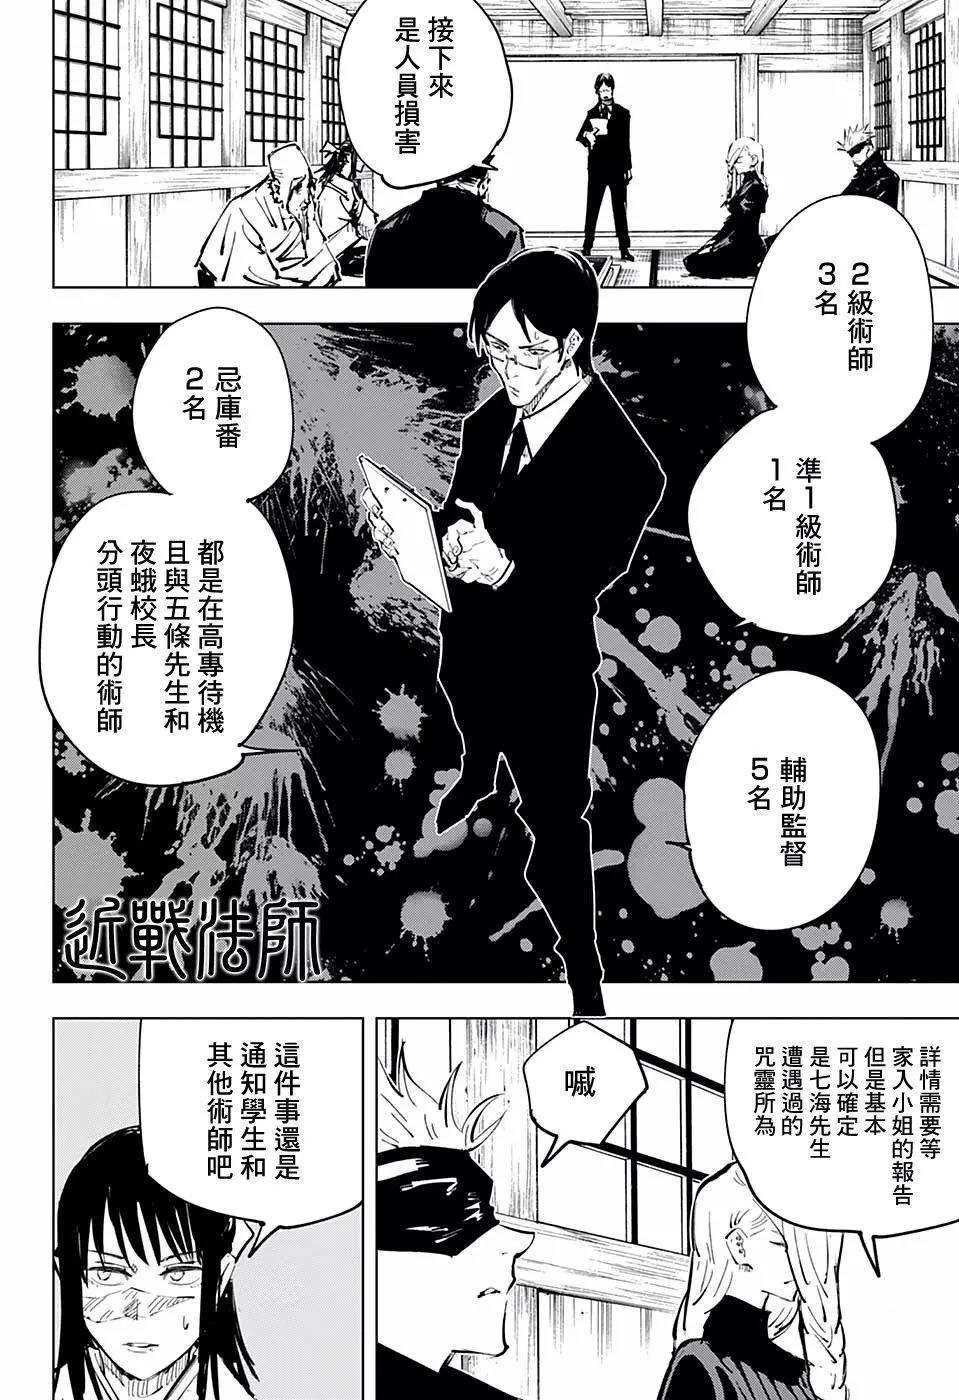 接下來
是人員損害
2級術師
3名
準1級術師
1名
輔助監督
5名
忌庫番
2名
都是在高專待機
且與五條先生和
夜蛾校長
分頭行動的術師
近戰法師
詳情需要等
家入小姐的報告
但是基本
可以確定
是七海先生
遭遇過的
咒靈所為
嘁
這件事還是
通知學生和
其他術師吧